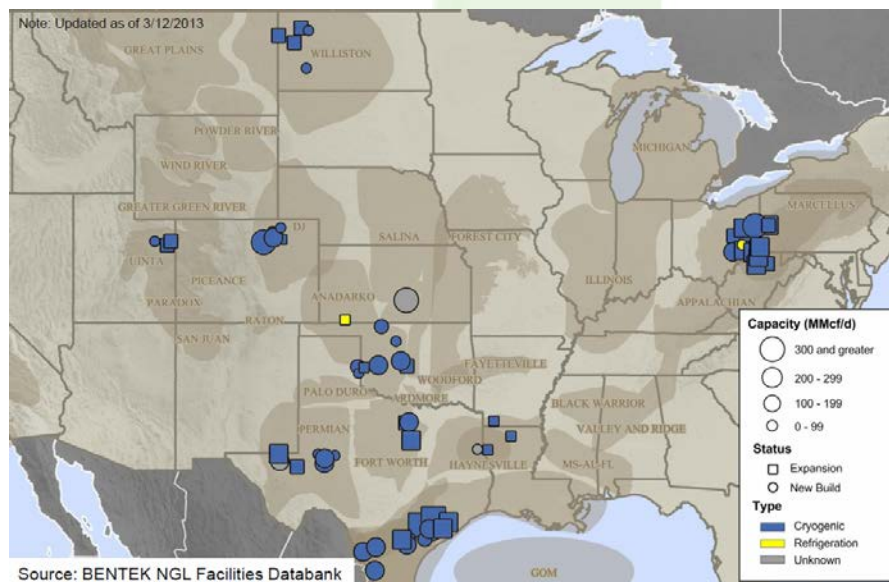 Note: Updated as of 3/12/2013
GREAT PLAINS
WILLISTON
POWDER RIVER
WIND RIVER
MICHIGAN
GREATER GREEN RIVER
MARCELLUS
DJ
SALINA
FOREST CITY
UINTA
PICEANCE
ILLINOIS
PARADOX
ANADARKO
APPALACHIAN
RATON
SAN JUAN
FAYETTEVILLE
PALO DURO
WOODFORD
ARDMORE
BLACK WARRIOR
PERMIAN
VALLEY AND RIDGE
FORT WORTH
HAYNESVILLE
MS-AL-FL
GOM
Capacity (MMcf/d)
300 and greater
200 - 299
100 - 199
0 - 99
Status
Expansion
New Build
Type
Cryogenic
Refrigeration
Unknown
Source: BENTEK NGL Facilities Databank